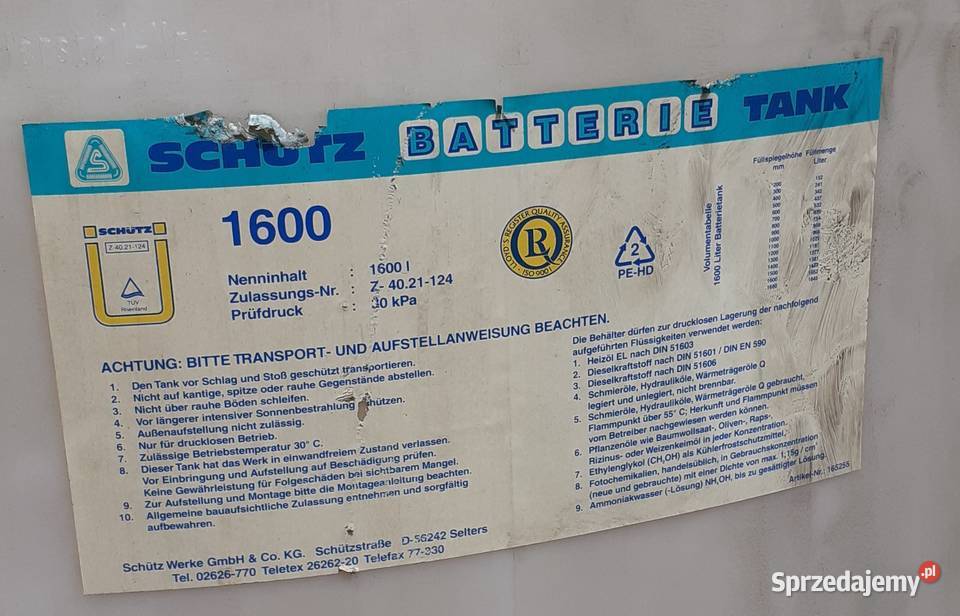 SCHÜTZ BATTERIE TANK
SCHÜTZ
Z-40.21-124
TÜV
Rheinland
1600
Nenninhalt : 1600 l
Zulassungs-Nr. : Z- 40.21-124
Prüfdruck : 30 kPa
LLOYD'S REGISTER QUALITY ASSURANCE
RQ
ISO 9001
2
PE-HD
Volumentabelle
1600 Liter Batterietank
Füllspiegelhöhe Füllmenge
mm Liter
ACHTUNG: BITTE TRANSPORT- UND AUFSTELLANWEISUNG BEACHTEN.
1. Den Tank vor Schlag und Stoß geschützt transportieren.
2. Nicht auf kantige, spitze oder rauhe Gegenstände abstellen.
3. Nicht über rauhe Böden schleifen.
4. Vor längerer intensiver Sonnenbestrahlung schützen.
5. Außenaufstellung nicht zulässig.
6. Nur für drucklosen Betrieb.
7. Zulässige Betriebstemperatur 30° C.
8. Dieser Tank hat das Werk in einwandfreiem Zustand verlassen.
Vor Einbringung und Aufstellung auf Beschädigung prüfen.
Keine Gewährleistung für Folgeschäden bei sichtbarem Mangel.
9. Zur Aufstellung und Montage bitte die Montageanleitung beachten.
10. Allgemeine bauaufsichtliche Zulassung entnehmen und sorgfältig
aufbewahren.
Schütz Werke GmbH & Co. KG. Schützstraße D-56242 Selters
Tel. 02626-770 Teletex 26262-20 Telefax 77-330
Die Behälter dürfen zur drucklosen Lagerung der nachfolgend
aufgeführten Flüssigkeiten verwendet werden:
1. Heizöl EL nach DIN 51603
2. Dieselkraftstoff nach DIN 51601 / DIN EN 590
3. Dieselkraftstoff nach DIN 51606
4. Schmieröle, Hydrauliköle, Wärmeträgeröle Q
legiert und unlegiert, nicht brennbar.
5. Schmieröle, Hydrauliköle, Wärmeträgeröle Q gebraucht,
Flammpunkt über 55° C; Herkunft und Flammpunkt müssen
vom Betreiber nachgewiesen werden können.
6. Pflanzenöle wie Baumwollsaat-, Oliven-, Raps-,
Rizinus- oder Weizenkeimöl in jeder Konzentration.
7. Ethylenglykol (CH₂OH) als Kühlerfrostschutzmittel.
8. Fotochemikalien, handelsüblich, in Gebrauchskonzentration
(neue und gebrauchte) mit einer Dichte von max. 1,15g / cm
9. Ammoniakwasser (-Lösung) NH₄OH, bis zu gesättigter Lösung.
Artikel-Nr.: 165255
Sprzedajemy.pl